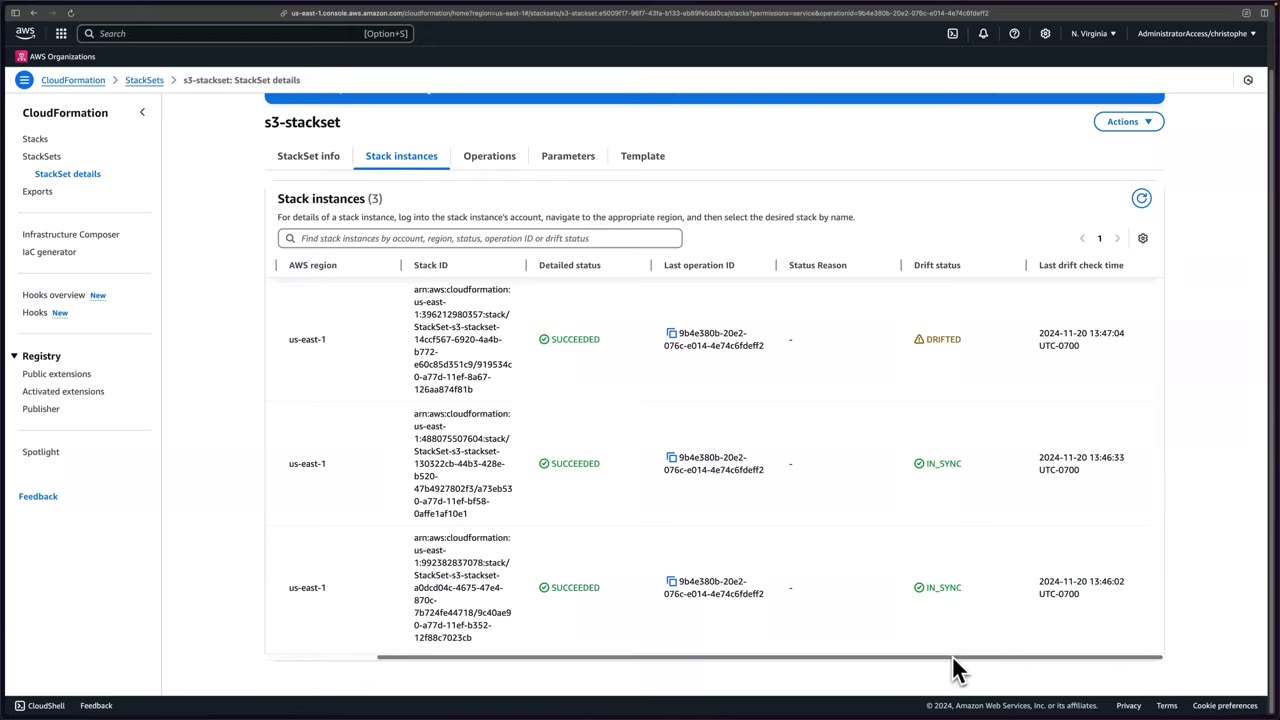 us-east-1.console.aws.amazon.com/cloudformation/home?region=us-east-1#/stacksets/s3-stackset:e5009f17-96f7-43fa-b133-eb89fe5dd0ca/stacks?permissions=service&operationId=9b4e380b-20e2-076c-e014-4e74c6fdeff2
aws
Search
[Option+S]
N. Virginia
AdministratorAccess/christophe
AWS Organizations
CloudFormation
StackSets
s3-stackset: StackSet details
CloudFormation
Stacks
StackSets
StackSet details
Exports
Infrastructure Composer
IaC generator
Hooks overview New
Hooks New
Registry
Public extensions
Activated extensions
Publisher
Spotlight
Feedback
s3-stackset
Actions
StackSet info
Stack instances
Operations
Parameters
Template
Stack instances (3)
For details of a stack instance, log into the stack instance's account, navigate to the appropriate region, and then select the desired stack by name.
Find stack instances by account, region, status, operation ID or drift status
1
AWS region
Stack ID
Detailed status
Last operation ID
Status Reason
Drift status
Last drift check time
us-east-1
arn:aws:cloudformation:
us-east-
1:396212980357:stack/
StackSet-s3-stackset-
14ccf567-6920-4a4b-
b772-
e60c85d351c9/919534c
0-a77d-11ef-8a67-
126aa874f81b
SUCCEEDED
9b4e380b-20e2-
076c-e014-4e74c6fdeff2
-
DRIFTED
2024-11-20 13:47:04
UTC-0700
us-east-1
arn:aws:cloudformation:
us-east-
1:488075507604:stack/
StackSet-s3-stackset-
130322cb-44b3-428e-
b520-
47b4927802f3/a73eb53
0-a77d-11ef-bf58-
0affe1af10e1
SUCCEEDED
9b4e380b-20e2-
076c-e014-4e74c6fdeff2
-
IN_SYNC
2024-11-20 13:46:33
UTC-0700
us-east-1
arn:aws:cloudformation:
us-east-
1:992382837078:stack/
StackSet-s3-stackset-
a0dcd04c-4675-47e4-
870c-
7b724fe44718/9c40ae9
0-a77d-11ef-b352-
12f88c7023cb
SUCCEEDED
9b4e380b-20e2-
076c-e014-4e74c6fdeff2
-
IN_SYNC
2024-11-20 13:46:02
UTC-0700
CloudShell
Feedback
© 2024, Amazon Web Services, Inc. or its affiliates.
Privacy
Terms
Cookie preferences